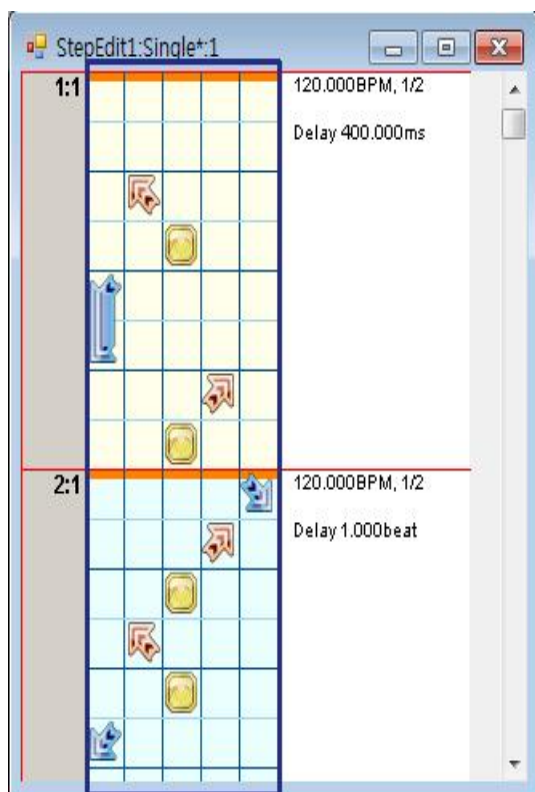 StepEdit1:Single*:1
1:1 120.000BPM, 1/2
Delay 400.000ms
2:1 120.000BPM, 1/2
Delay 1.000beat